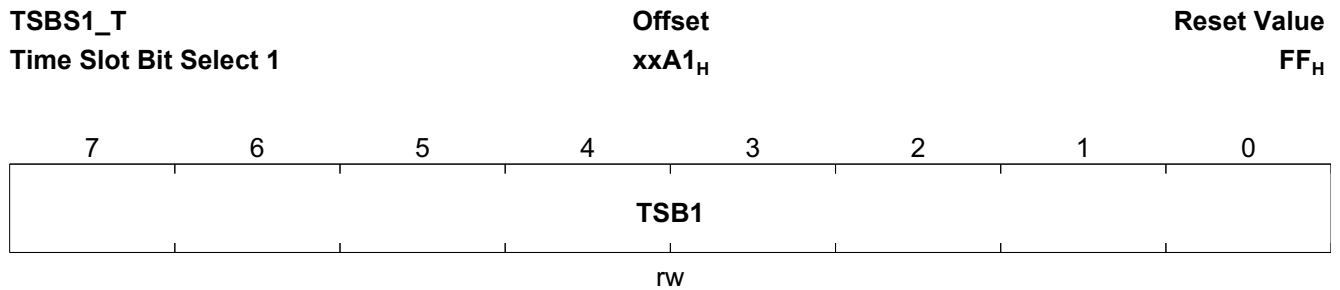 TSBS1_T Offset Reset Value
Time Slot Bit Select 1 xxA1H FFH
7 6 5 4 3 2 1 0
TSB1
rw